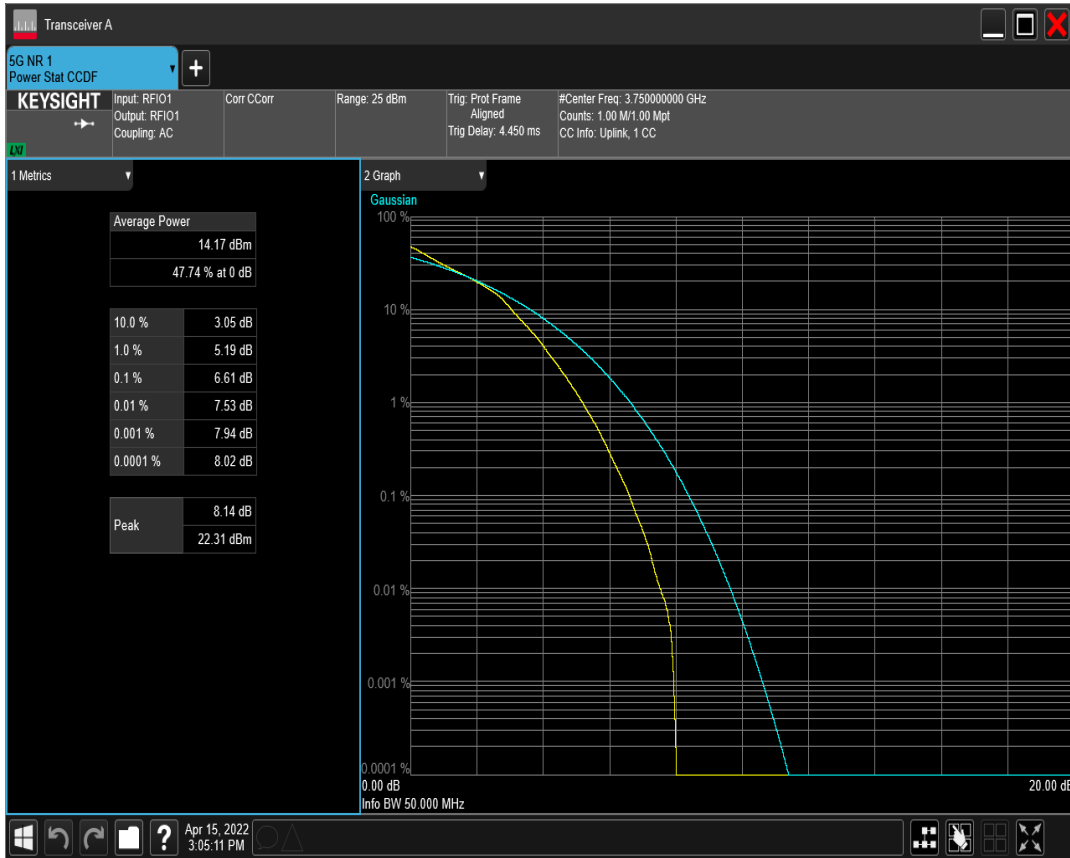 Transceiver A
5G NR 1
Power Stat CCDF
+
KEYSIGHT
LXI
Input: RFIO1
Output: RFIO1
Coupling: AC
Corr CCorr
Range: 25 dBm
Trig: Prot Frame
Aligned
Trig Delay: 4.450 ms
#Center Freq: 3.750000000 GHz
Counts: 1.00 M/1.00 Mpt
CC Info: Uplink, 1 CC
1 Metrics
Average Power
14.17 dBm
47.74 % at 0 dB
10.0 % 3.05 dB
1.0 % 5.19 dB
0.1 % 6.61 dB
0.01 % 7.53 dB
0.001 % 7.94 dB
0.0001 % 8.02 dB
Peak
8.14 dB
22.31 dBm
2 Graph
Gaussian
100 %
10 %
1 %
0.1 %
0.01 %
0.001 %
0.0001 %
0.00 dB 20.00 dB
Info BW 50.000 MHz
?
Apr 15, 2022
3:05:11 PM